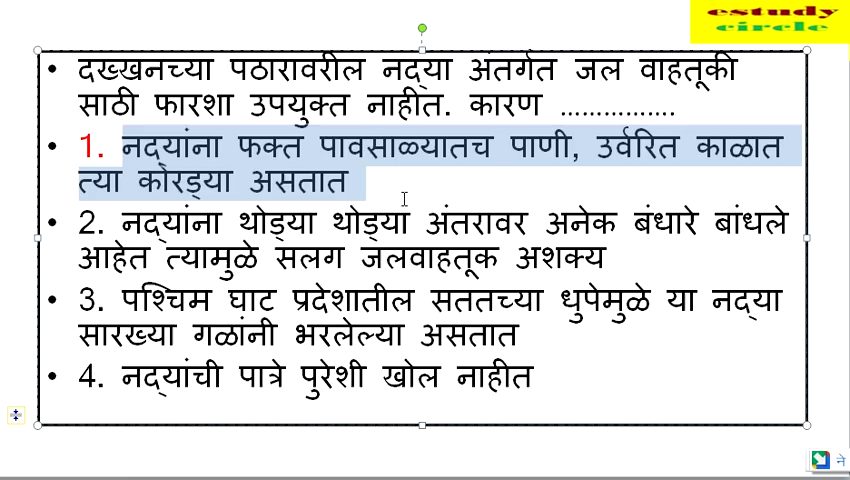 estudy
circle
• दख्खनच्या पठारावरील नद्या अंतर्गत जल वाहतूकी
साठी फारशा उपयुक्त नाहीत. कारण ................
• 1. नद्यांना फक्त पावसाळ्यातच पाणी, उर्वरित काळात
त्या कोरड्या असतात
• 2. नद्यांना थोड्या थोड्या अंतरावर अनेक बंधारे बांधले
आहेत त्यामुळे सलग जलवाहतूक अशक्य
• 3. पश्चिम घाट प्रदेशातील सततच्या धुपेमुळे या नद्या
सारख्या गळांनी भरलेल्या असतात
• 4. नद्यांची पात्रे पुरेशी खोल नाहीत
ने